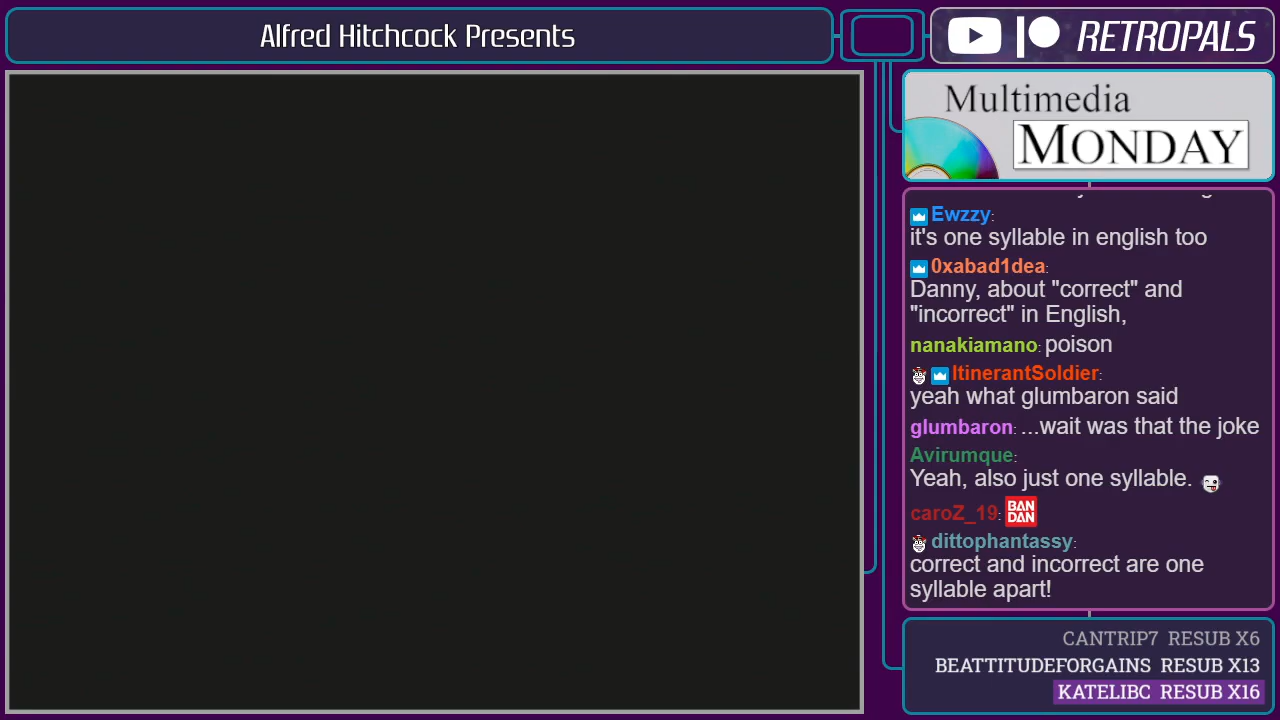 Alfred Hitchcock Presents
RETROPALS
Multimedia
MONDAY
Ewzzy:
it's one syllable in english too
0xabad1dea:
Danny, about "correct" and
"incorrect" in English,
nanakiamano: poison
ItinerantSoldier:
yeah what glumbaron said
glumbaron: ...wait was that the joke
Avirumque:
Yeah, also just one syllable.
caroZ_19: BAN
DAN
dittophantassy:
correct and incorrect are one
syllable apart!
CANTRIP7 RESUB X6
BEATTITUDEFORGAINS RESUB X13
KATELIBC RESUB X16